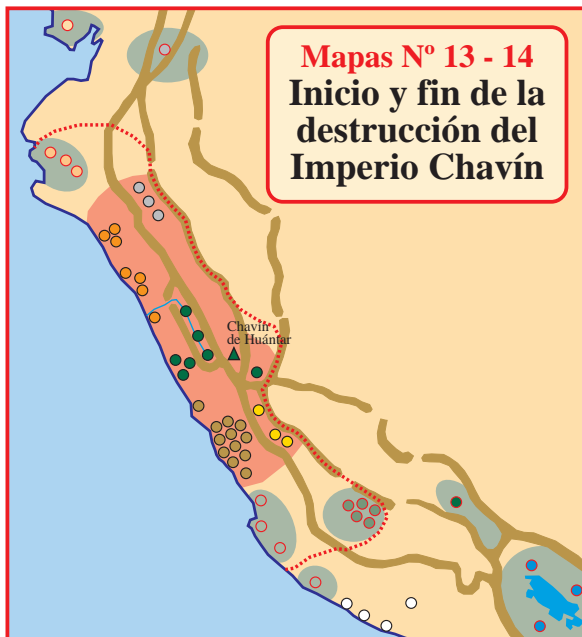 Mapas Nº 13 - 14
Inicio y fin de la
destrucción del
Imperio Chavín
Chavín
de Huántar